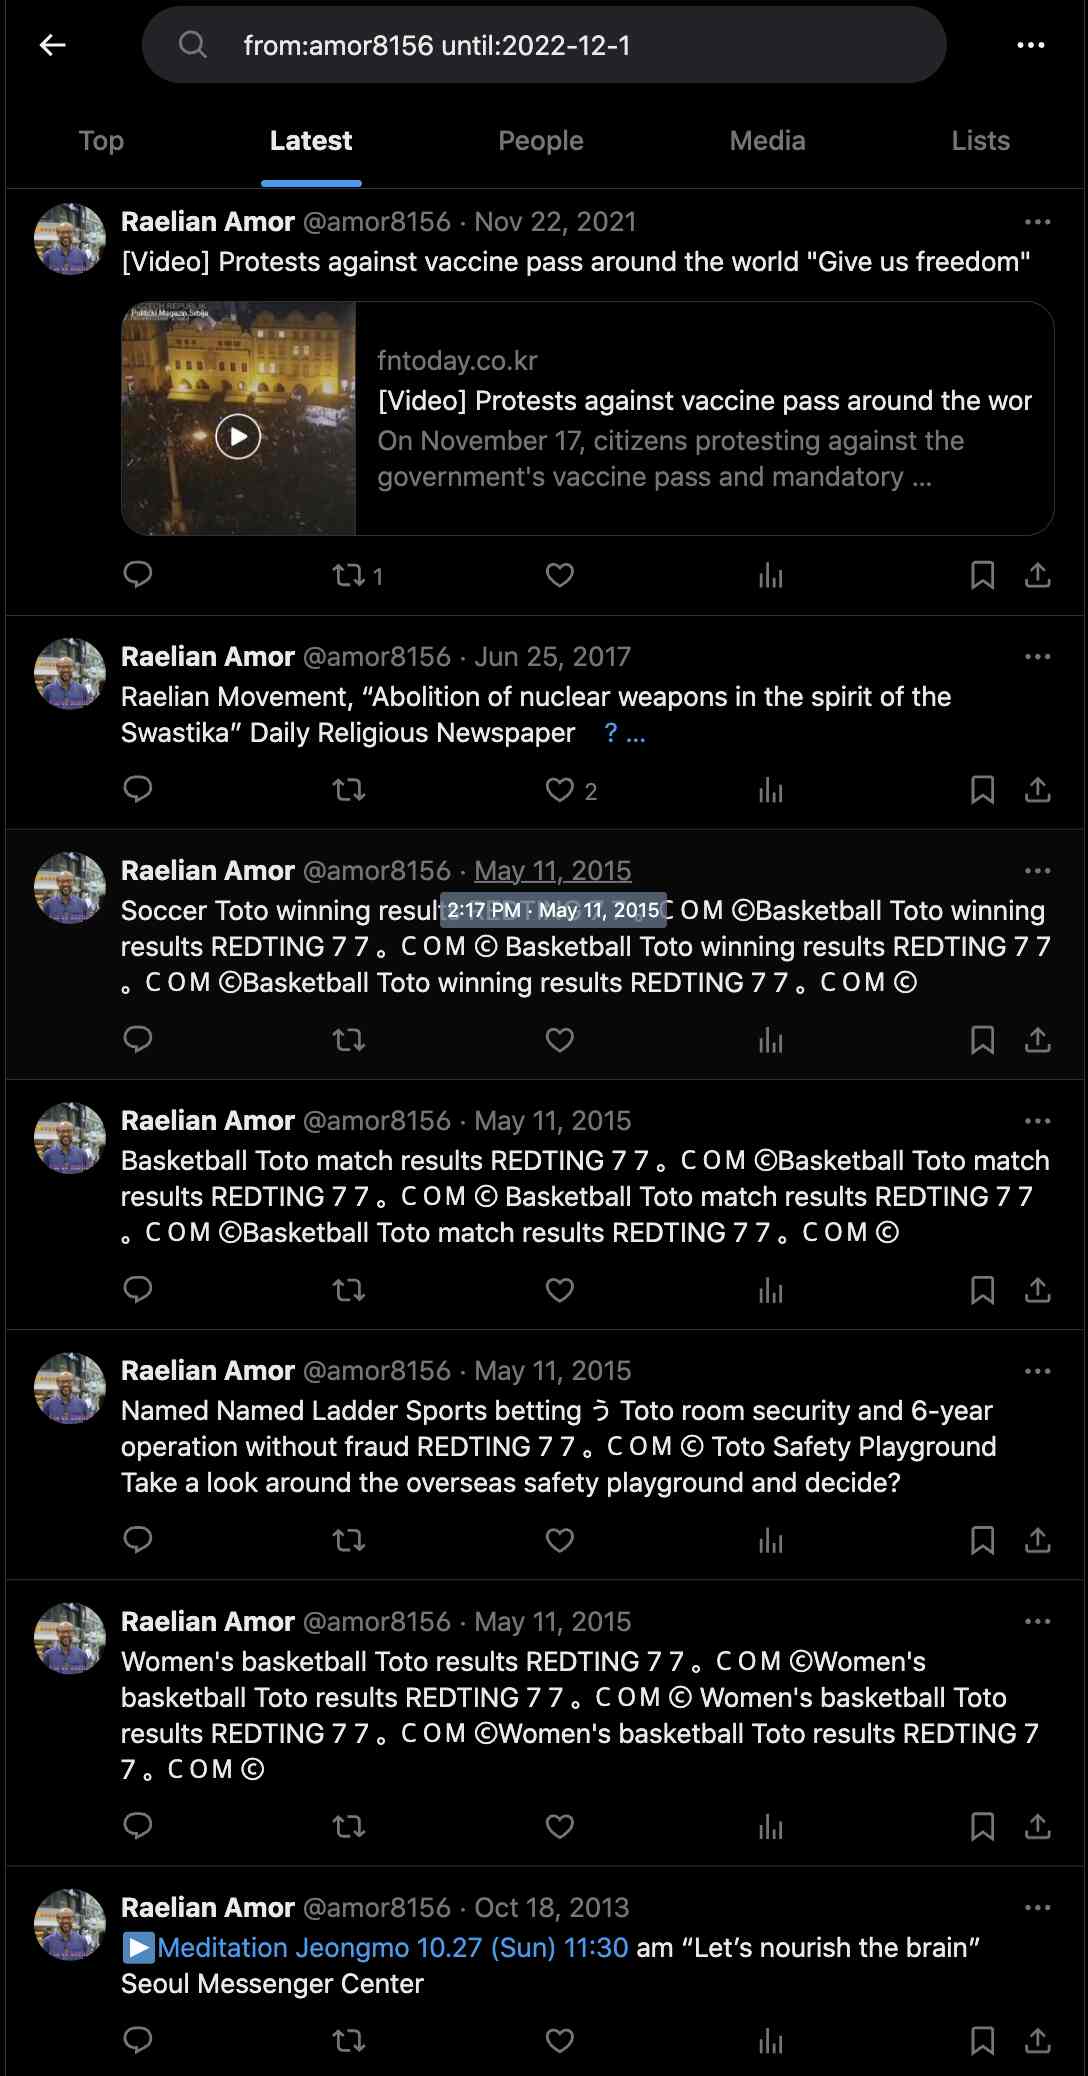 from:amor8156 until:2022-12-1
Top Latest People Media Lists
Raelian Amor @amor8156 · Nov 22, 2021
[Video] Protests against vaccine pass around the world "Give us freedom"
CZECH REPUBLIK
Politicki Magazin Srbija
fntoday.co.kr
[Video] Protests against vaccine pass around the wor
On November 17, citizens protesting against the
government's vaccine pass and mandatory ...
1
Raelian Amor @amor8156 · Jun 25, 2017
Raelian Movement, “Abolition of nuclear weapons in the spirit of the
Swastika” Daily Religious Newspaper ? ...
2
Raelian Amor @amor8156 · May 11, 2015
2:17 PM · May 11, 2015
Soccer Toto winning result C O M ©Basketball Toto winning
results REDTING 7 7 。C O M © Basketball Toto winning results REDTING 7 7
。C O M ©Basketball Toto winning results REDTING 7 7 。C O M ©
Raelian Amor @amor8156 · May 11, 2015
Basketball Toto match results REDTING 7 7 。C O M ©Basketball Toto match
results REDTING 7 7 。C O M © Basketball Toto match results REDTING 7 7
。C O M ©Basketball Toto match results REDTING 7 7 。C O M ©
Raelian Amor @amor8156 · May 11, 2015
Named Named Ladder Sports betting う Toto room security and 6-year
operation without fraud REDTING 7 7 。C O M © Toto Safety Playground
Take a look around the overseas safety playground and decide?
Raelian Amor @amor8156 · May 11, 2015
Women's basketball Toto results REDTING 7 7 。C O M ©Women's
basketball Toto results REDTING 7 7 。C O M © Women's basketball Toto
results REDTING 7 7 。C O M ©Women's basketball Toto results REDTING 7
7 。C O M ©
Raelian Amor @amor8156 · Oct 18, 2013
▶Meditation Jeongmo 10.27 (Sun) 11:30 am “Let’s nourish the brain”
Seoul Messenger Center